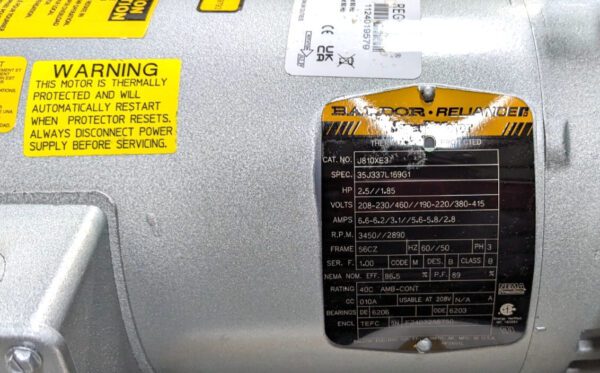 WARNING
THIS MOTOR IS THERMALLY
PROTECTED AND WILL
AUTOMATICALLY RESTART
WHEN PROTECTOR RESETS.
ALWAYS DISCONNECT POWER
SUPPLY BEFORE SERVICING.
1124019579
UK
CA
BALDOR • RELIANCE
CAT. NO. J810XE37
SPEC. 35J337L169G1
HP 2.5//1.85
VOLTS 208-230/460//190-220/380-415
AMPS 6.6-6.2/3.1//5.6-5.8/2.8
R.P.M. 3450//2890
FRAME 56CZ HZ 60//50 PH 3
SER. F. 1.00 CODE M DES. B CLASS B
NEMA NOM. EFF. 86.5 % P.F. 89 %
RATING 40C AMB-CONT
NEMA
CC 010A USABLE AT 208V N/A A
BEARINGS DE 6206 ODE 6203
ENCL TEFC SN